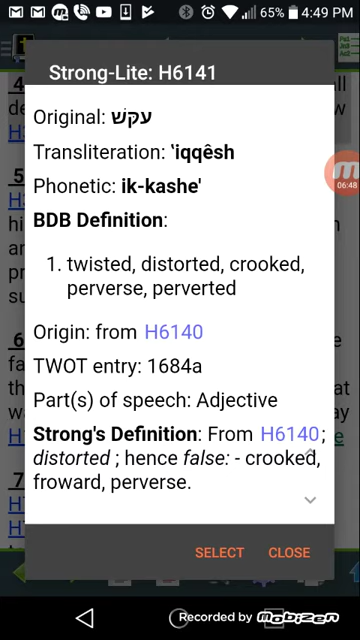 65% 4:49 PM
Strong-Lite: H6141
Original: עִקֵּשׁ
Transliteration: ‛iqqêsh
Phonetic: ik-kashe'
BDB Definition:
1. twisted, distorted, crooked,
perverse, perverted
Origin: from H6140
TWOT entry: 1684a
Part(s) of speech: Adjective
Strong's Definition: From H6140;
distorted ; hence false: - crooked,
froward, perverse.
SELECT CLOSE
06:48
Recorded by Mobizen